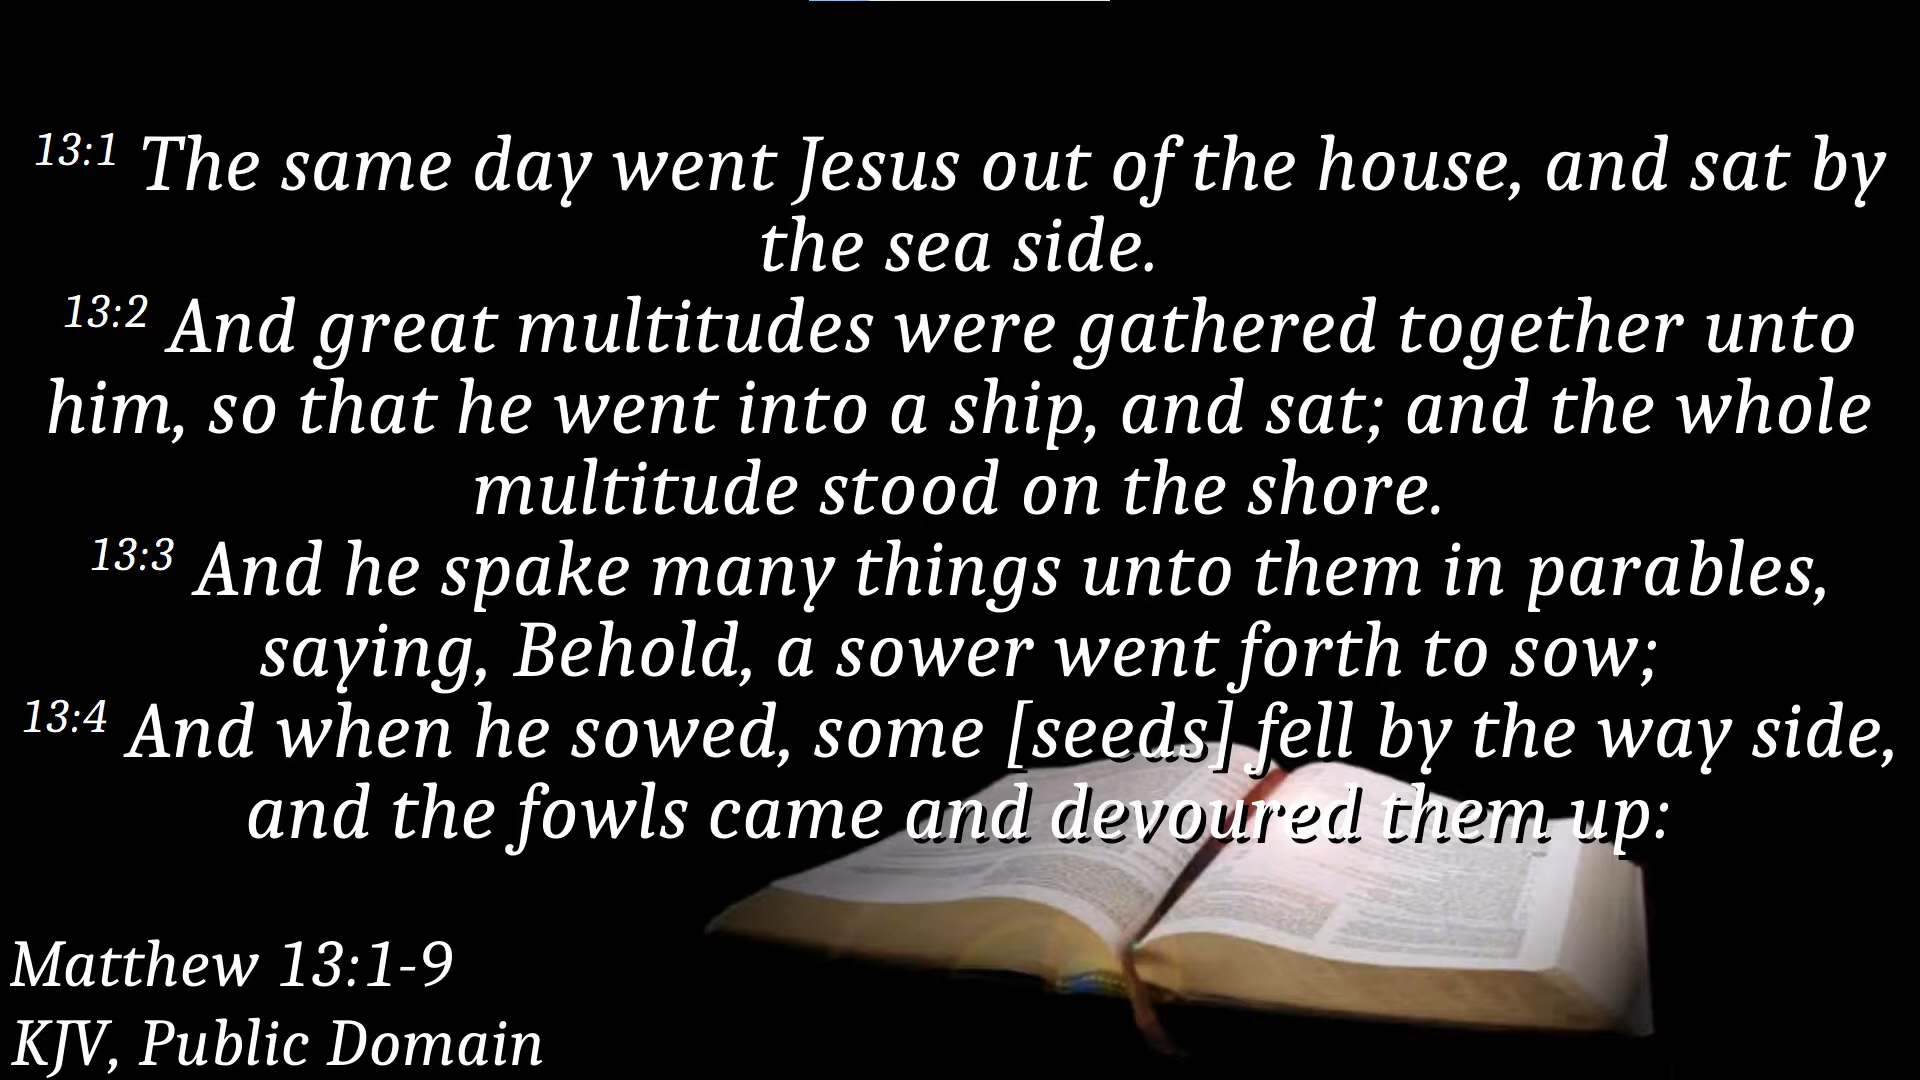 13:1 The same day went Jesus out of the house, and sat by
the sea side.
13:2 And great multitudes were gathered together unto
him, so that he went into a ship, and sat; and the whole
multitude stood on the shore.
13:3 And he spake many things unto them in parables,
saying, Behold, a sower went forth to sow;
13:4 And when he sowed, some [seeds] fell by the way side,
and the fowls came and devoured them up:
Matthew 13:1-9
KJV, Public Domain